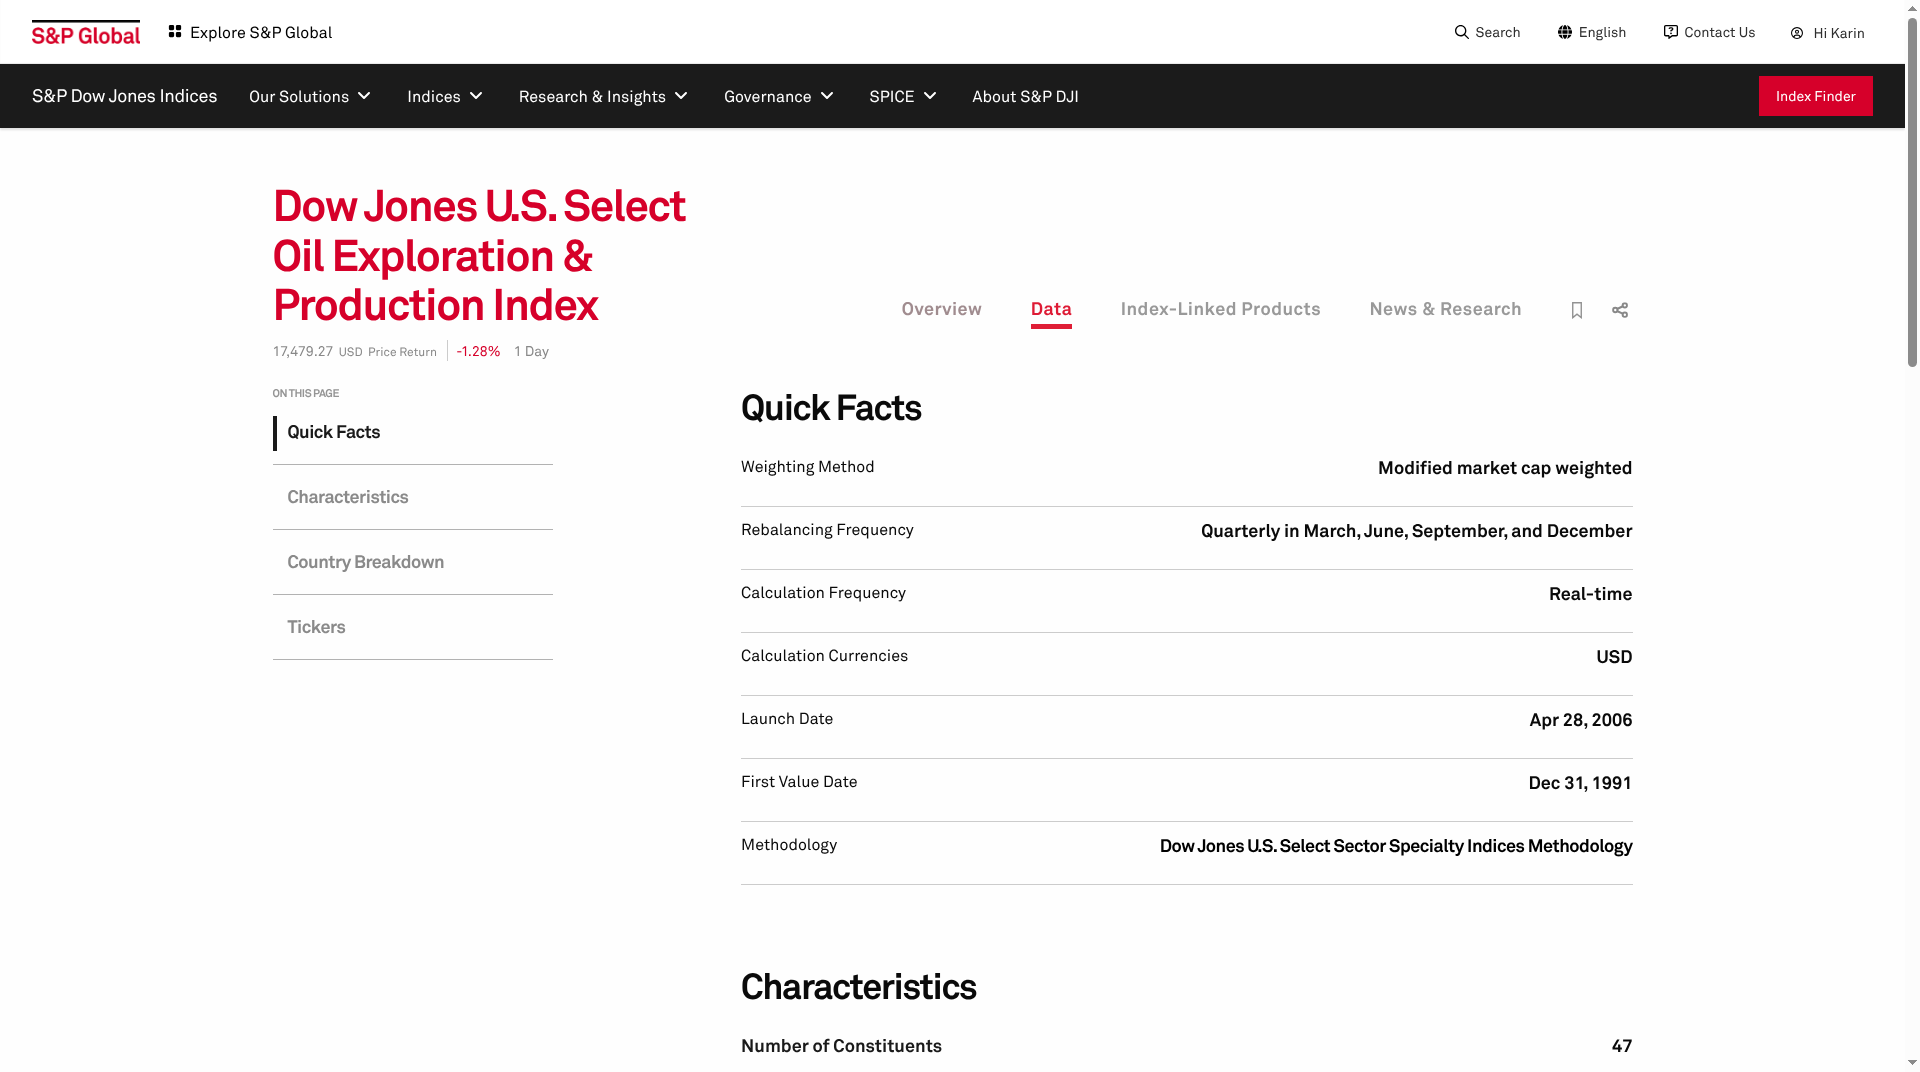 S&P Global
Explore S&P Global
Search
English
Contact Us
Hi Karin
S&P Dow Jones Indices
Our Solutions
Indices
Research & Insights
Governance
SPICE
About S&P DJI
Index Finder
Dow Jones U.S. Select
Oil Exploration &
Production Index
17,479.27 USD Price Return -1.28% 1 Day
Overview
Data
Index-Linked Products
News & Research
ON THIS PAGE
Quick Facts
Characteristics
Country Breakdown
Tickers
Quick Facts
Weighting Method Modified market cap weighted
Rebalancing Frequency Quarterly in March, June, September, and December
Calculation Frequency Real-time
Calculation Currencies USD
Launch Date Apr 28, 2006
First Value Date Dec 31, 1991
Methodology Dow Jones U.S. Select Sector Specialty Indices Methodology
Characteristics
Number of Constituents 47